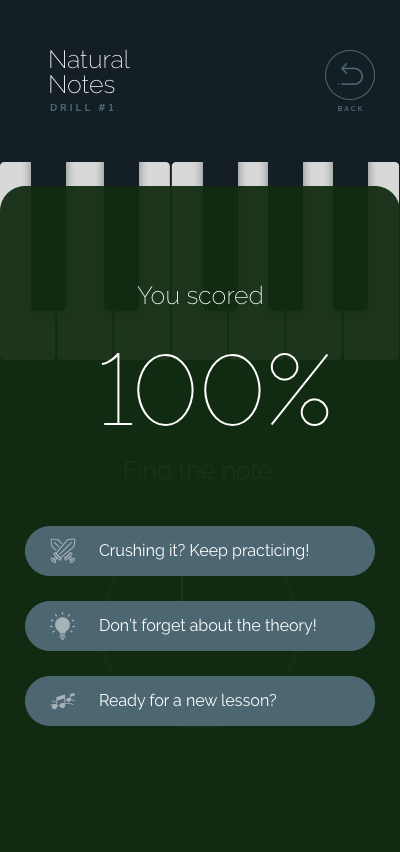 Natural
Notes
DRILL #1
BACK
You scored
100%
Find the note
Crushing it? Keep practicing!
Don't forget about the theory!
Ready for a new lesson?